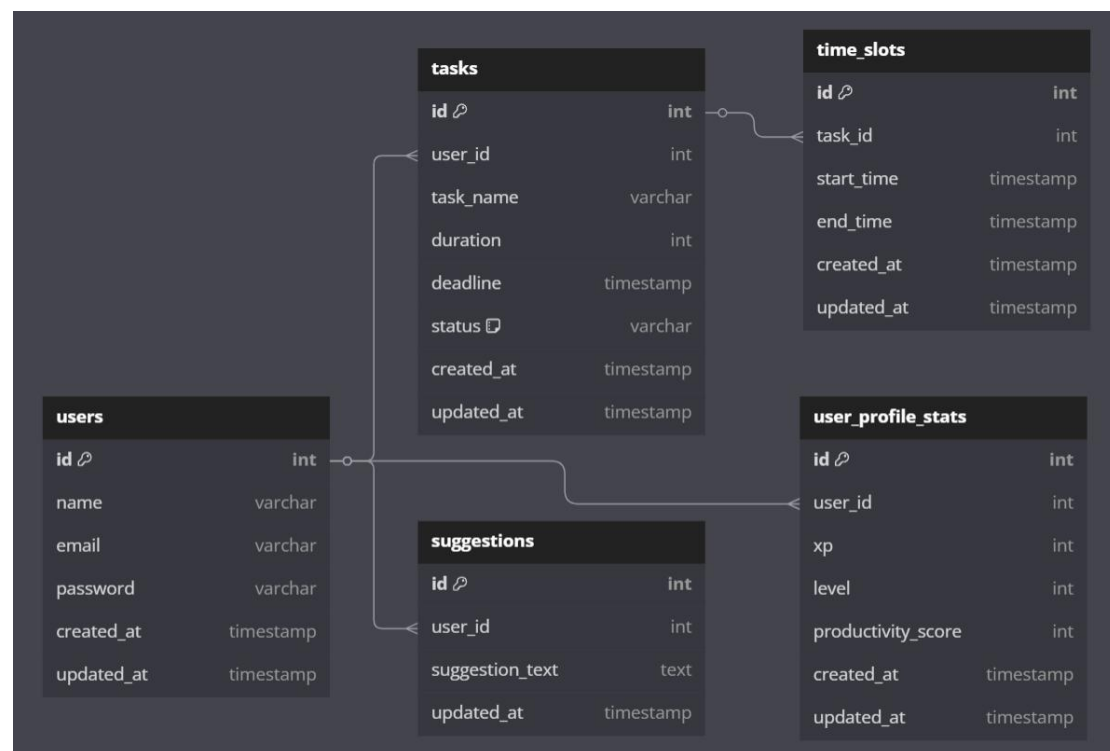 tasks
id int
user_id int
task_name varchar
duration int
deadline timestamp
status varchar
created_at timestamp
updated_at timestamp
time_slots
id int
task_id int
start_time timestamp
end_time timestamp
created_at timestamp
updated_at timestamp
users
id int
name varchar
email varchar
password varchar
created_at timestamp
updated_at timestamp
suggestions
id int
user_id int
suggestion_text text
updated_at timestamp
user_profile_stats
id int
user_id int
xp int
level int
productivity_score int
created_at timestamp
updated_at timestamp